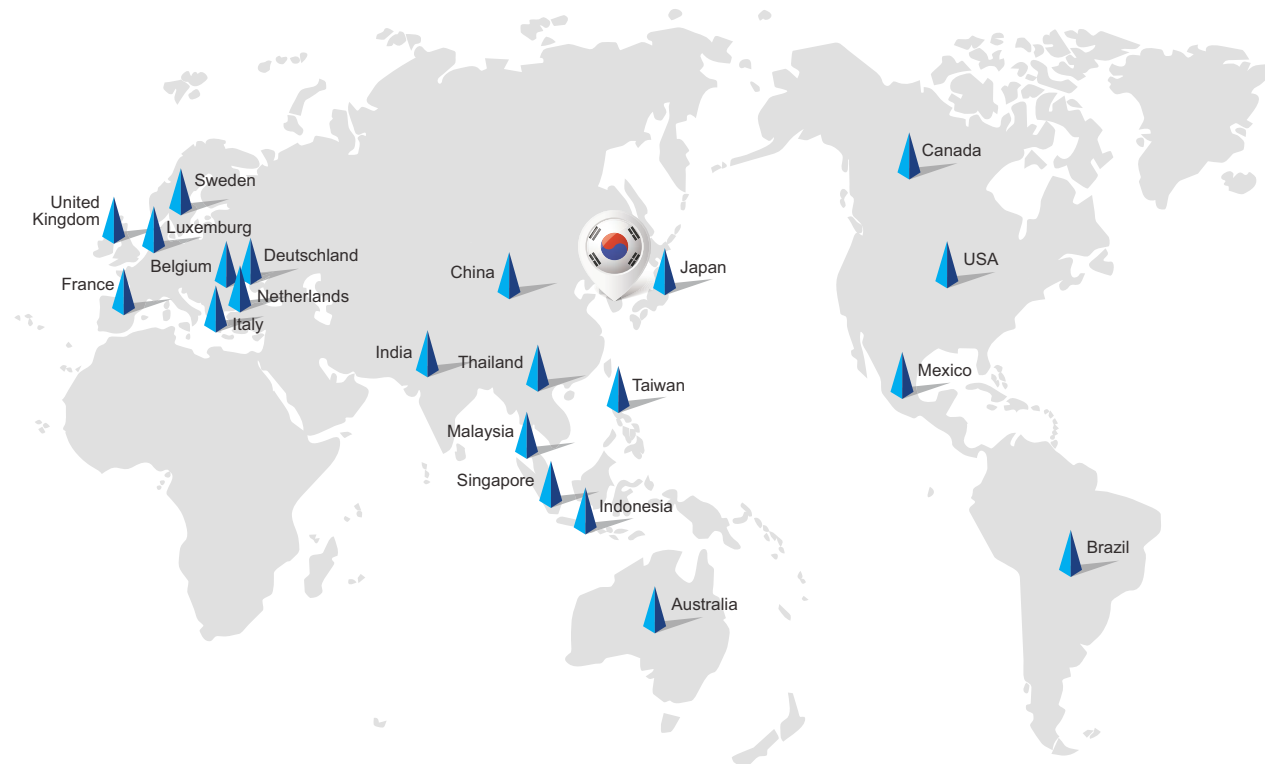 Sweden
United
Kingdom
Luxemburg
Belgium
Deutschland
France
Netherlands
Italy
China
Japan
India
Thailand
Taiwan
Malaysia
Singapore
Indonesia
Australia
Canada
USA
Mexico
Brazil